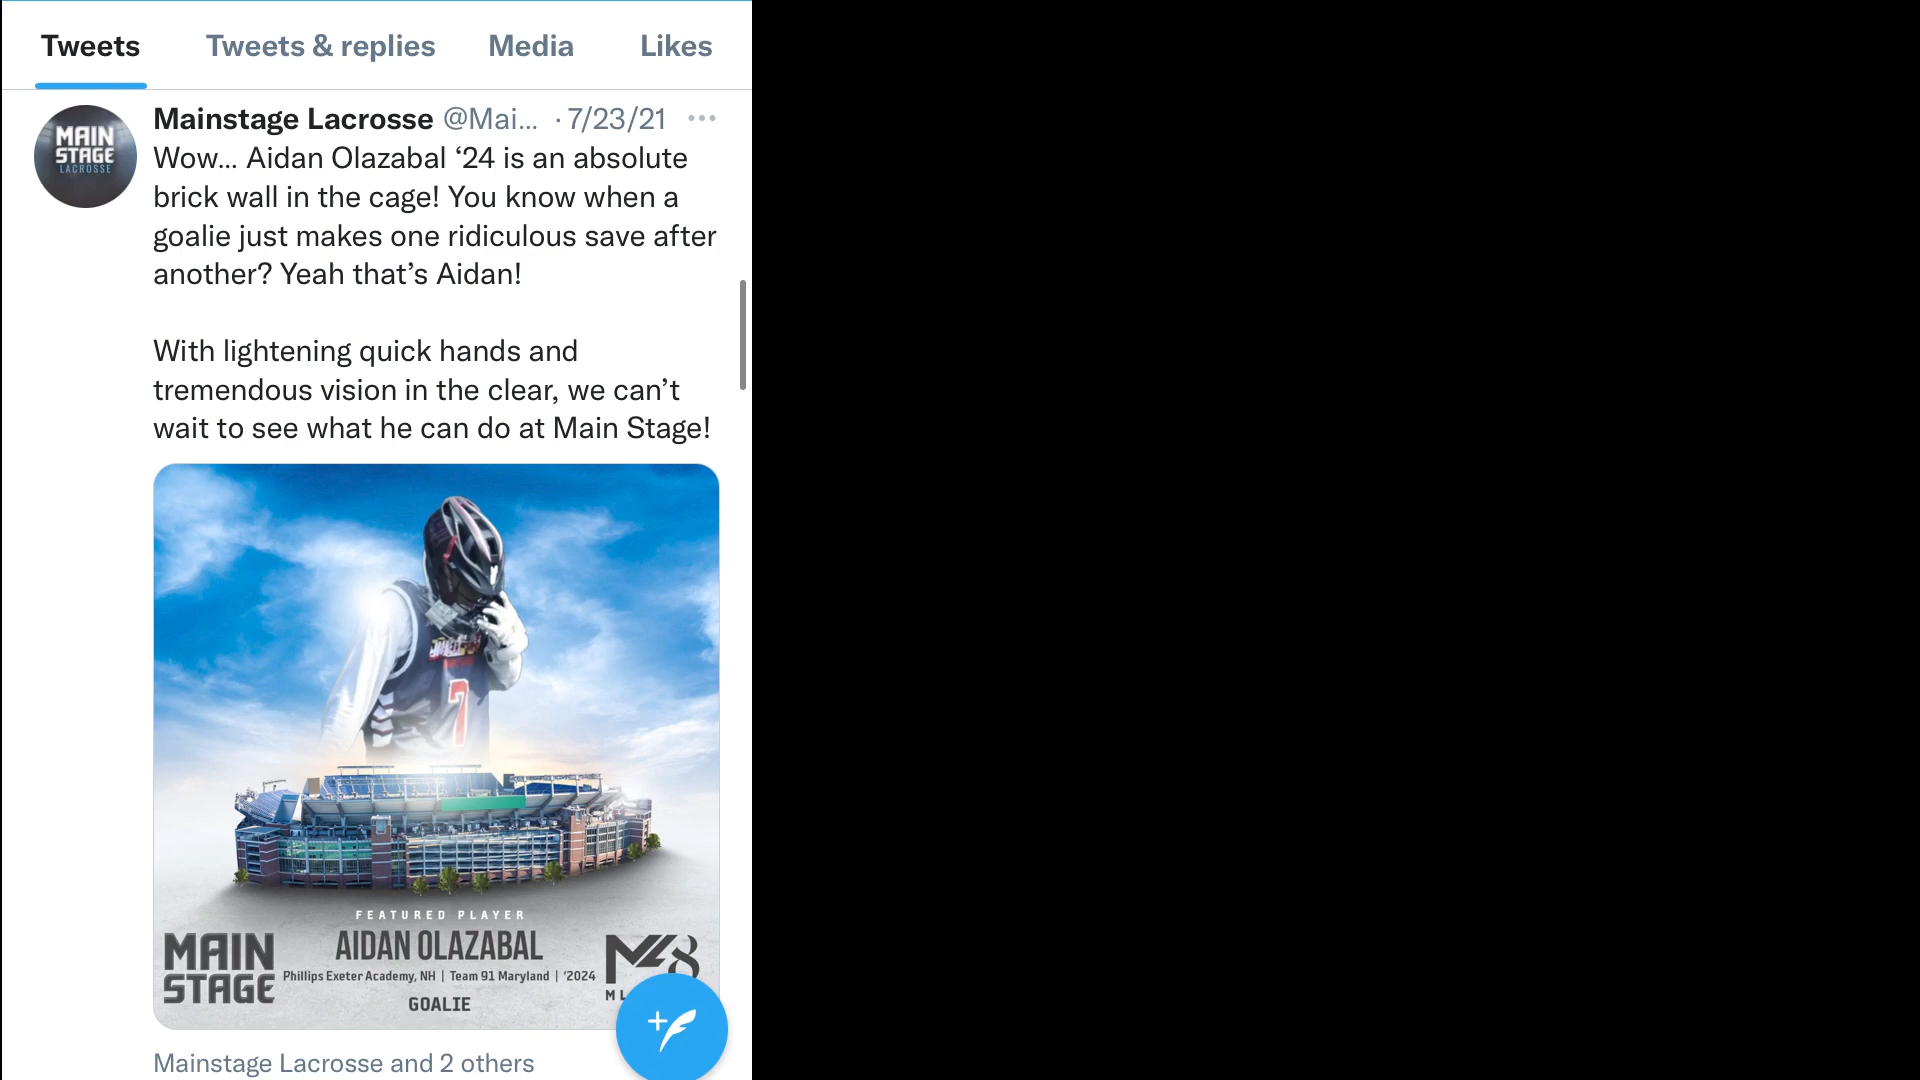 Tweets Tweets & replies Media Likes
MAIN
STAGE
LACROSSE
Mainstage Lacrosse @Mai... · 7/23/21
Wow... Aidan Olazabal ‘24 is an absolute
brick wall in the cage! You know when a
goalie just makes one ridiculous save after
another? Yeah that’s Aidan!
With lightening quick hands and
tremendous vision in the clear, we can’t
wait to see what he can do at Main Stage!
7
FEATURED PLAYER
AIDAN OLAZABAL
Phillips Exeter Academy, NH | Team 91 Maryland | ‘2024
GOALIE
MAIN
STAGE
Mainstage Lacrosse and 2 others